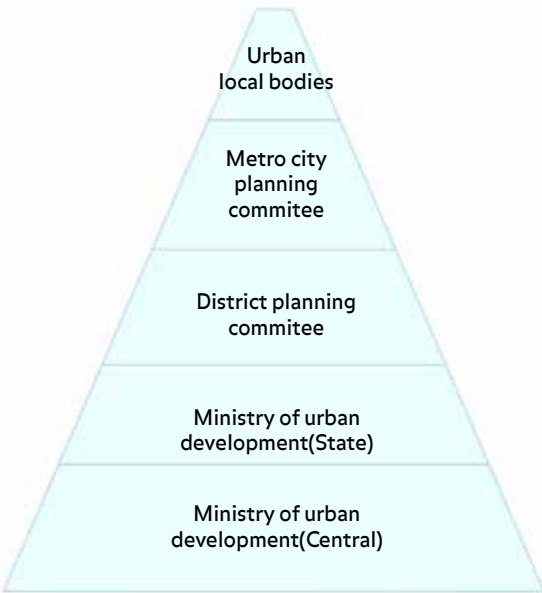 Urban
local bodies
Metro city
planning
commitee
District planning
commitee
Ministry of urban
development(State)
Ministry of urban
development(Central)